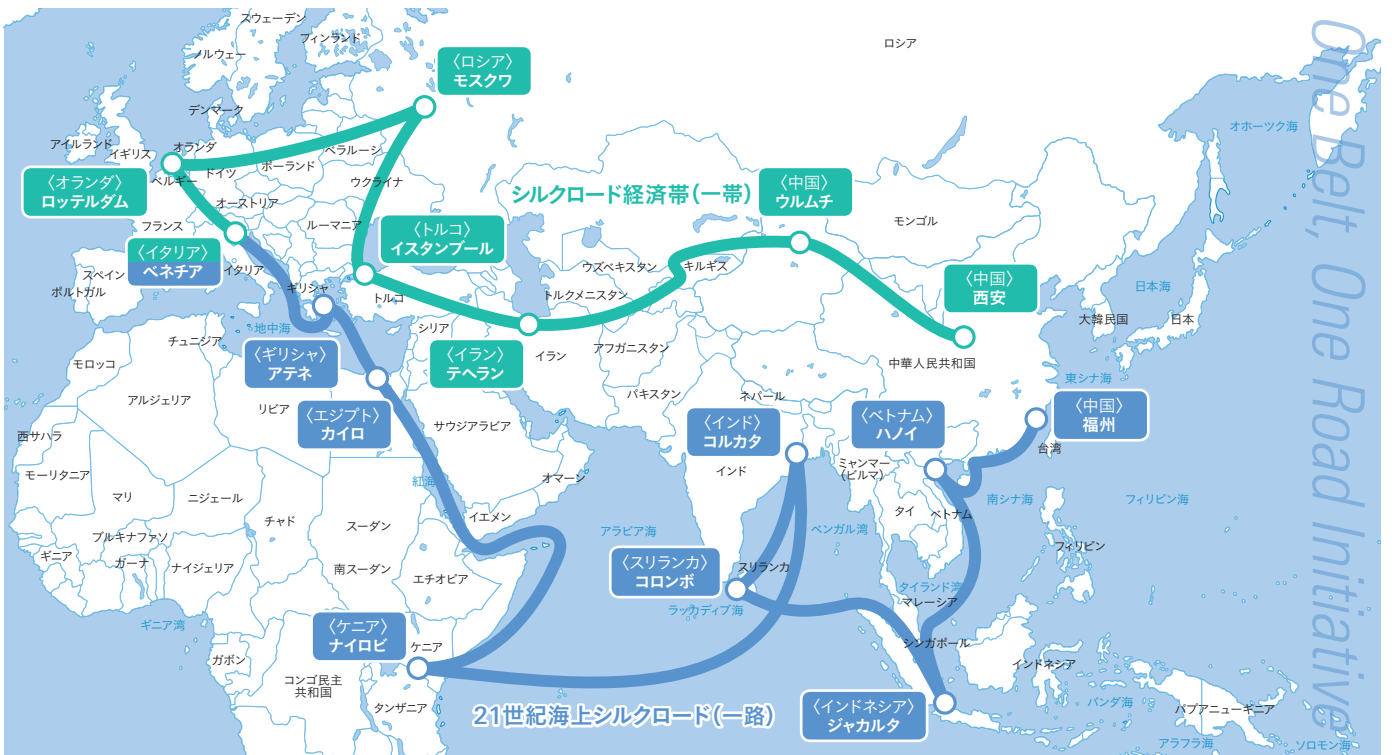 スウェーデン
フィンランド
ノルウェー
ロシア
〈ロシア〉
モスクワ
One Belt, One Road Initiative
デンマーク
オホーツク海
アイルランド
イギリス
オランダ
ベラルーシ
ポーランド
ドイツ
ベルギー
〈オランダ〉
ロッテルダム
ウクライナ
シルクロード経済帯（一帯）
〈中国〉
ウルムチ
オーストリア
フランス
ルーマニア
モンゴル
〈トルコ〉
イスタンブール
〈イタリア〉
ベネチア
イタリア
スペイン
ポルトガル
ギリシャ
トルコ
ウズベキスタン
キルギス
トルクメニスタン
〈中国〉
西安
日本海
大韓民国
日本
地中海
チュニジア
シリア
モロッコ
〈ギリシャ〉
アテネ
〈イラン〉
テヘラン
イラン
アフガニスタン
中華人民共和国
東シナ海
アルジェリア
リビア
〈エジプト〉
カイロ
サウジアラビア
パキスタン
ネパール
〈インド〉
コルカタ
〈ベトナム〉
ハノイ
〈中国〉
福州
台湾
西サハラ
モーリタニア
マリ
ニジェール
チャド
スーダン
紅海
オマーン
イエメン
インド
ミャンマー
（ビルマ）
タイ
ベトナム
南シナ海
フィリピン海
アラビア海
ベンガル湾
ブルキナファソ
ギニア
ガーナ
ナイジェリア
南スーダン
エチオピア
〈スリランカ〉
コロンボ
スリランカ
ラッカディブ海
タイランド湾
マレーシア
フィリピン
ギニア湾
〈ケニア〉
ナイロビ
ケニア
シンガポール
ガボン
コンゴ民主
共和国
タンザニア
インドネシア
21世紀海上シルクロード（一路）
〈インドネシア〉
ジャカルタ
バンダ海
パプアニューギニア
アラフラ海
ソロモン海